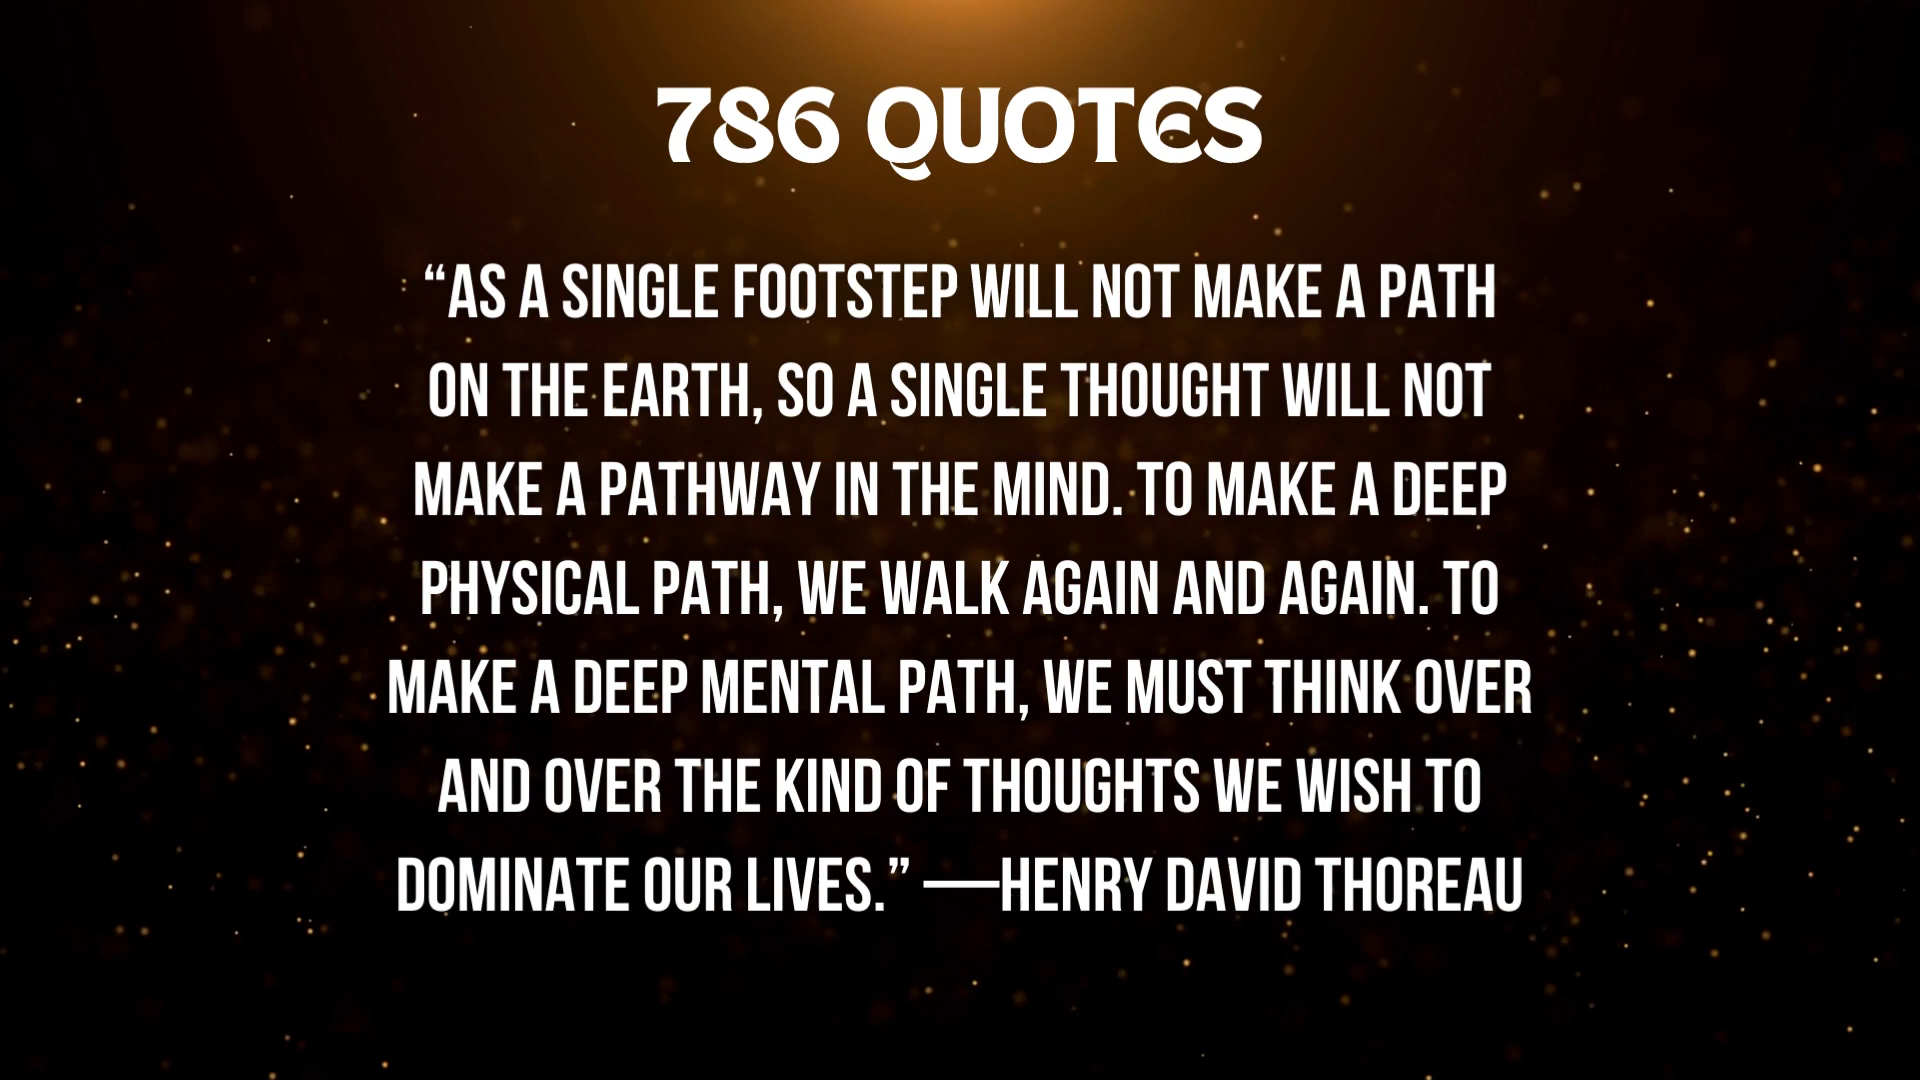 786 QUOTES
“AS A SINGLE FOOTSTEP WILL NOT MAKE A PATH
ON THE EARTH, SO A SINGLE THOUGHT WILL NOT
MAKE A PATHWAY IN THE MIND. TO MAKE A DEEP
PHYSICAL PATH, WE WALK AGAIN AND AGAIN. TO
MAKE A DEEP MENTAL PATH, WE MUST THINK OVER
AND OVER THE KIND OF THOUGHTS WE WISH TO
DOMINATE OUR LIVES.” —HENRY DAVID THOREAU